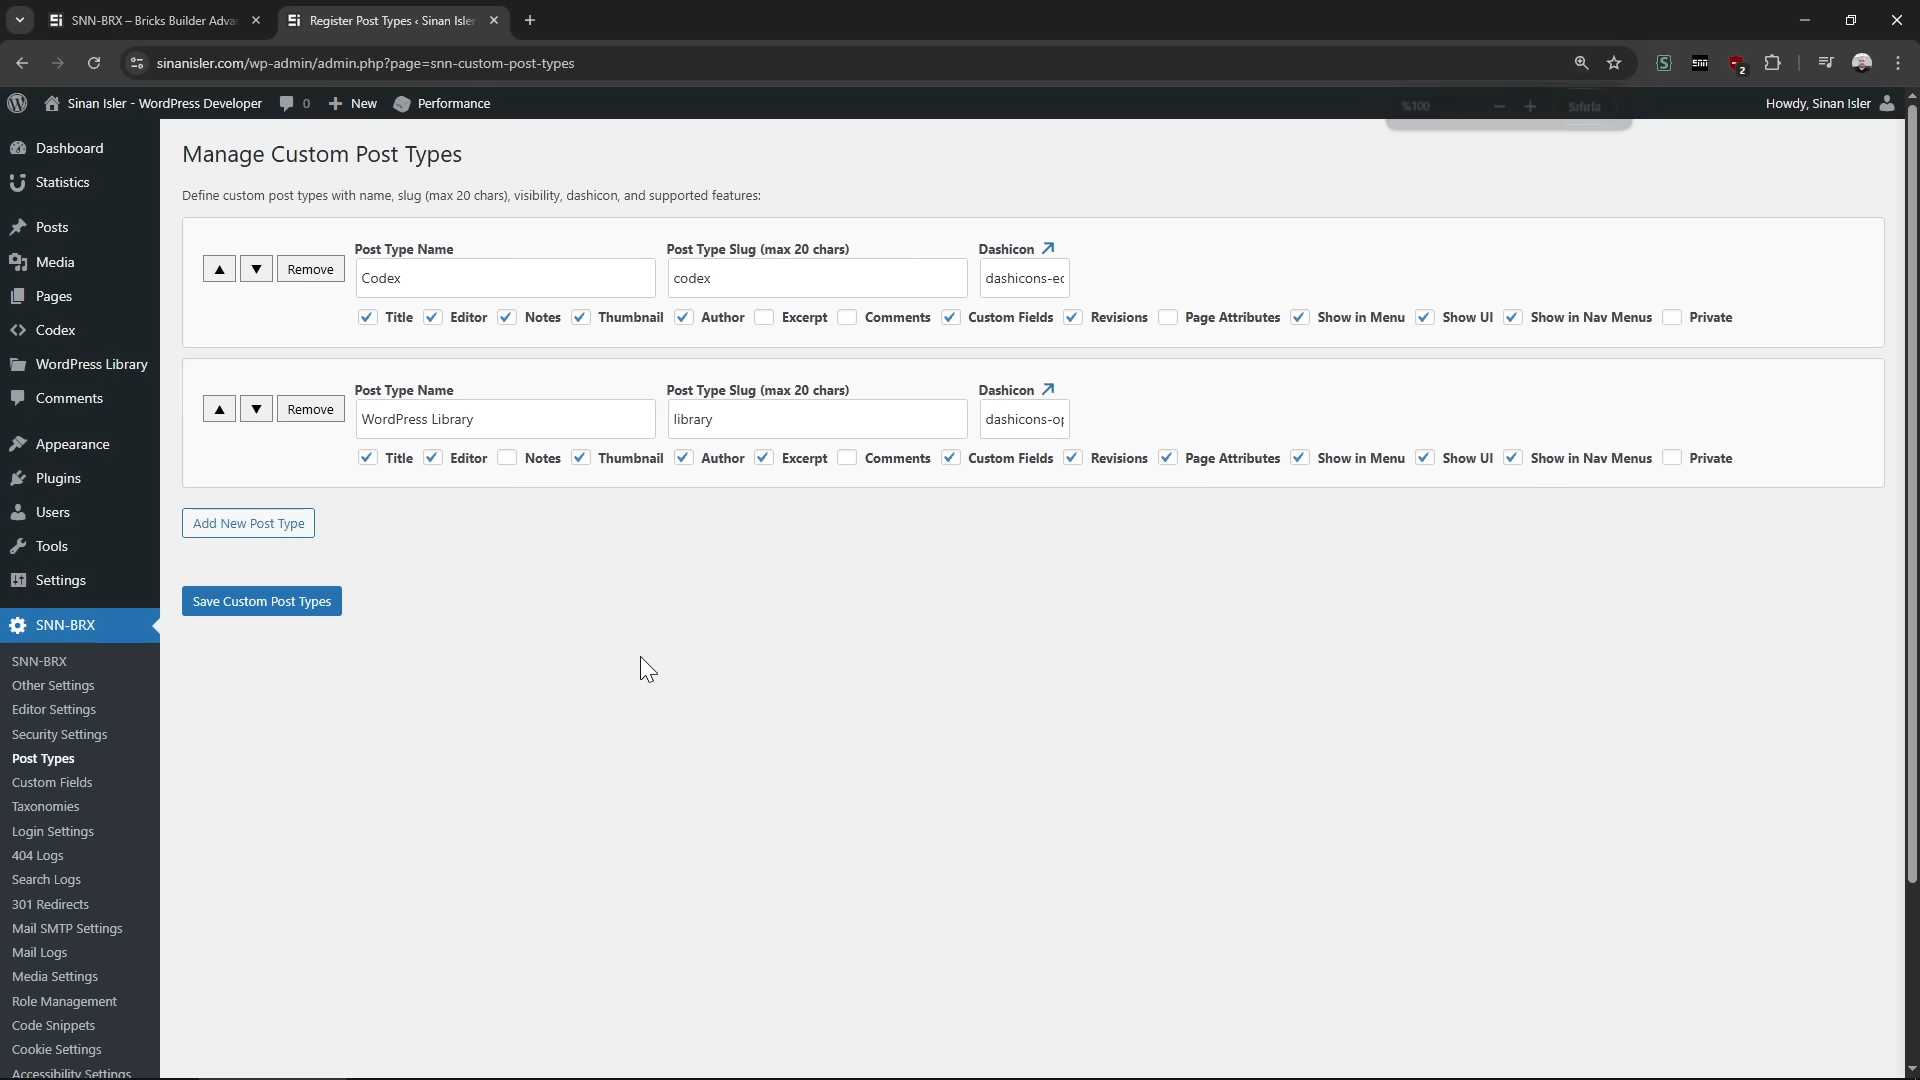 SNN-BRX – Bricks Builder Adva
Register Post Types ‹ Sinan Isler
sinanisler.com/wp-admin/admin.php?page=snn-custom-post-types
2
Sinan Isler - WordPress Developer
0
New
Performance
%100
Sıfırla
Howdy, Sinan Isler
Dashboard
Statistics
Posts
Media
Pages
Codex
WordPress Library
Comments
Appearance
Plugins
Users
Tools
Settings
SNN-BRX
SNN-BRX
Other Settings
Editor Settings
Security Settings
Post Types
Custom Fields
Taxonomies
Login Settings
404 Logs
Search Logs
301 Redirects
Mail SMTP Settings
Mail Logs
Media Settings
Role Management
Code Snippets
Cookie Settings
Accessibility Settings
Manage Custom Post Types
Define custom post types with name, slug (max 20 chars), visibility, dashicon, and supported features:
Post Type Name Post Type Slug (max 20 chars) Dashicon
▲ ▼ Remove Codex codex dashicons-ec
Title Editor Notes Thumbnail Author Excerpt Comments Custom Fields Revisions Page Attributes Show in Menu Show UI Show in Nav Menus Private
Post Type Name Post Type Slug (max 20 chars) Dashicon
▲ ▼ Remove WordPress Library library dashicons-op
Title Editor Notes Thumbnail Author Excerpt Comments Custom Fields Revisions Page Attributes Show in Menu Show UI Show in Nav Menus Private
Add New Post Type
Save Custom Post Types